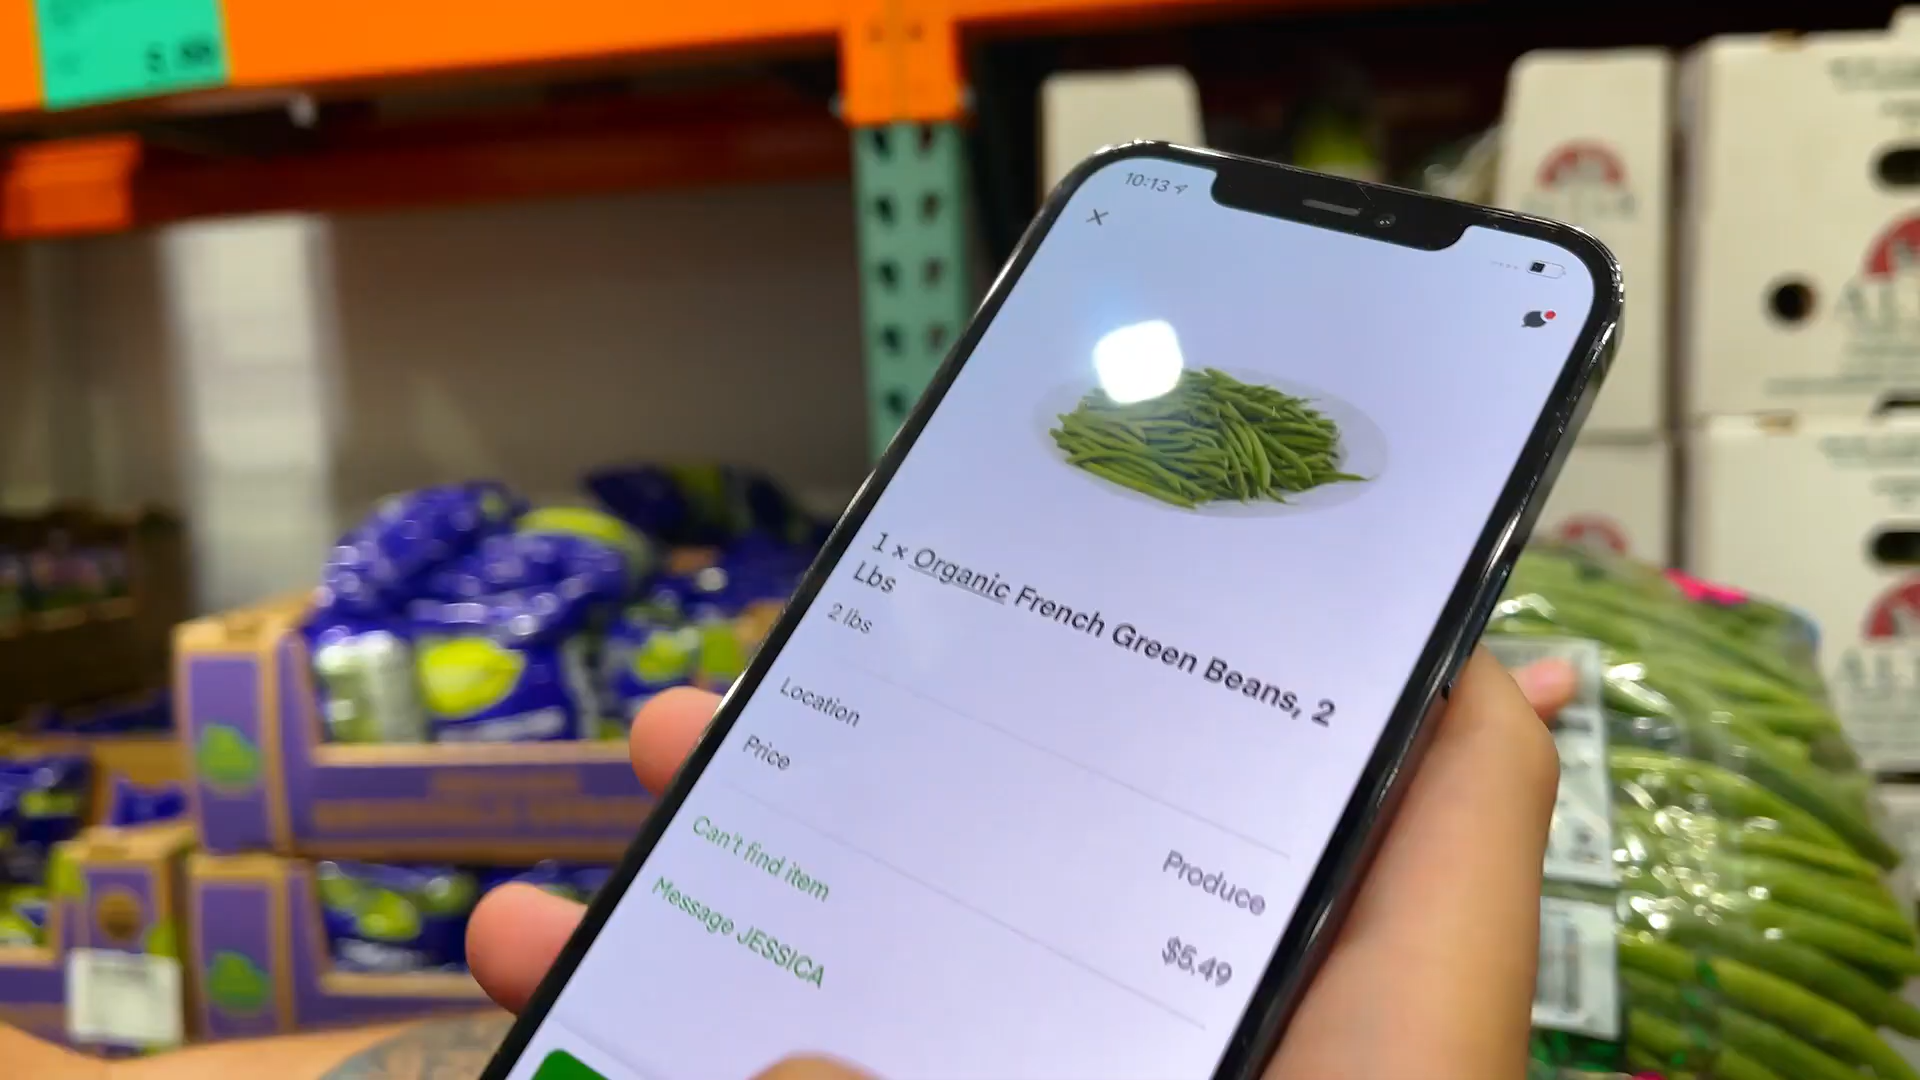 10:13
1 x Organic French Green Beans, 2
Lbs
2 lbs
Location
Produce
Price
$5.49
Can't find item
Message JESSICA